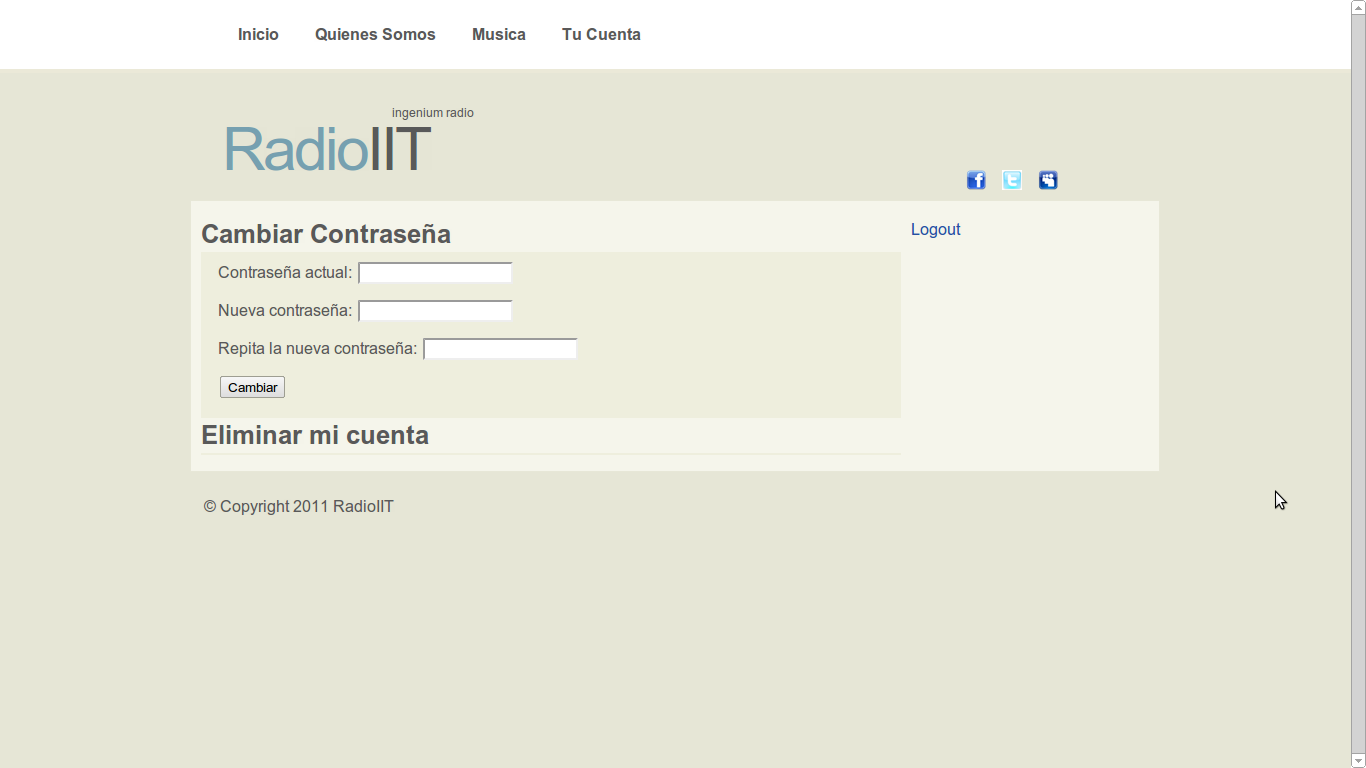 Inicio Quienes Somos Musica Tu Cuenta
ingenium radio
RadioIIT
Cambiar Contraseña
Logout
Contraseña actual:
Nueva contraseña:
Repita la nueva contraseña:
Cambiar
Eliminar mi cuenta
© Copyright 2011 RadioIIT